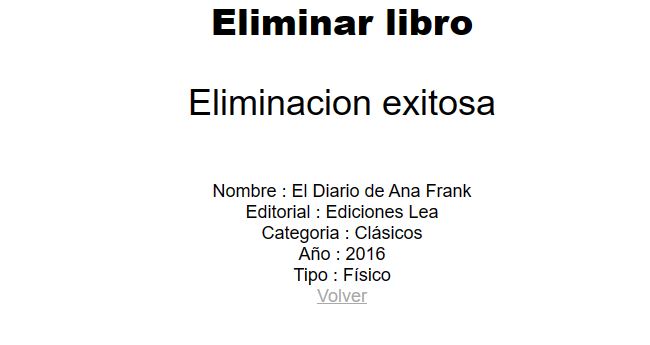 Eliminar libro
Eliminacion exitosa
Nombre : El Diario de Ana Frank
Editorial : Ediciones Lea
Categoria : Clásicos
Año : 2016
Tipo : Físico
Volver